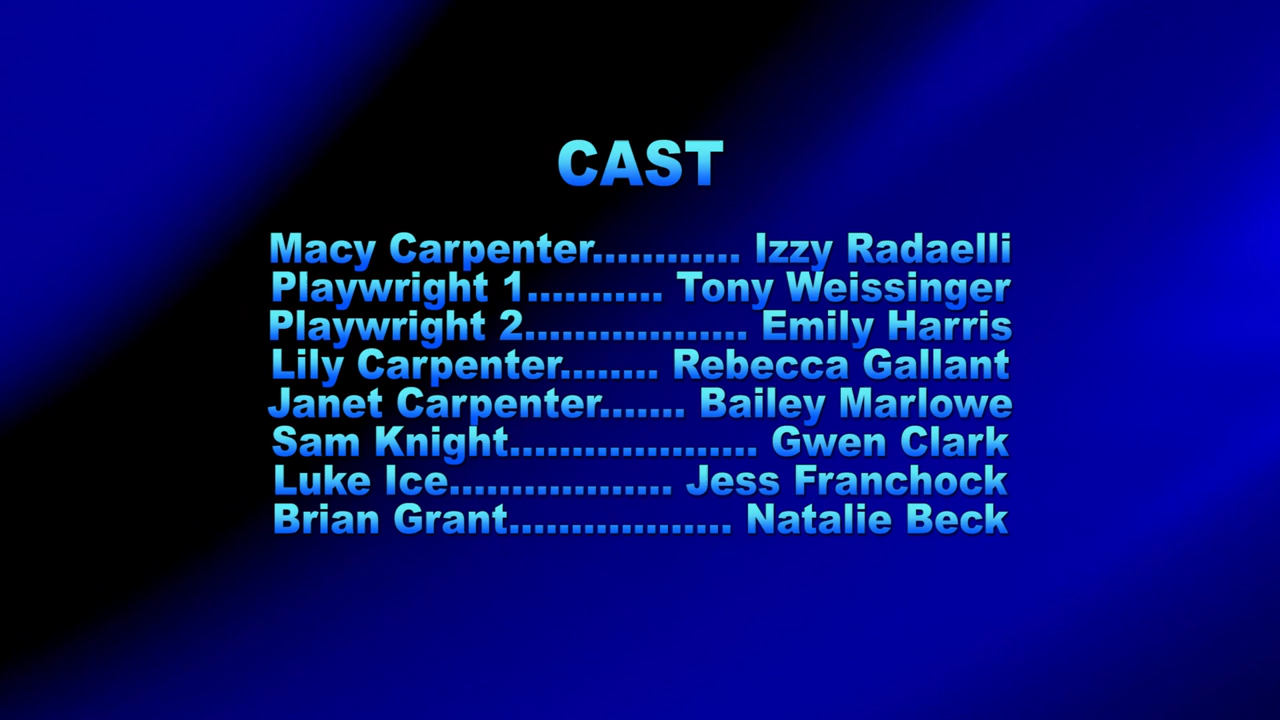 CAST
Macy Carpenter............ Izzy Radaelli
Playwright 1........... Tony Weissinger
Playwright 2.................. Emily Harris
Lily Carpenter........ Rebecca Gallant
Janet Carpenter....... Bailey Marlowe
Sam Knight.................... Gwen Clark
Luke Ice.................. Jess Franchock
Brian Grant.................. Natalie Beck